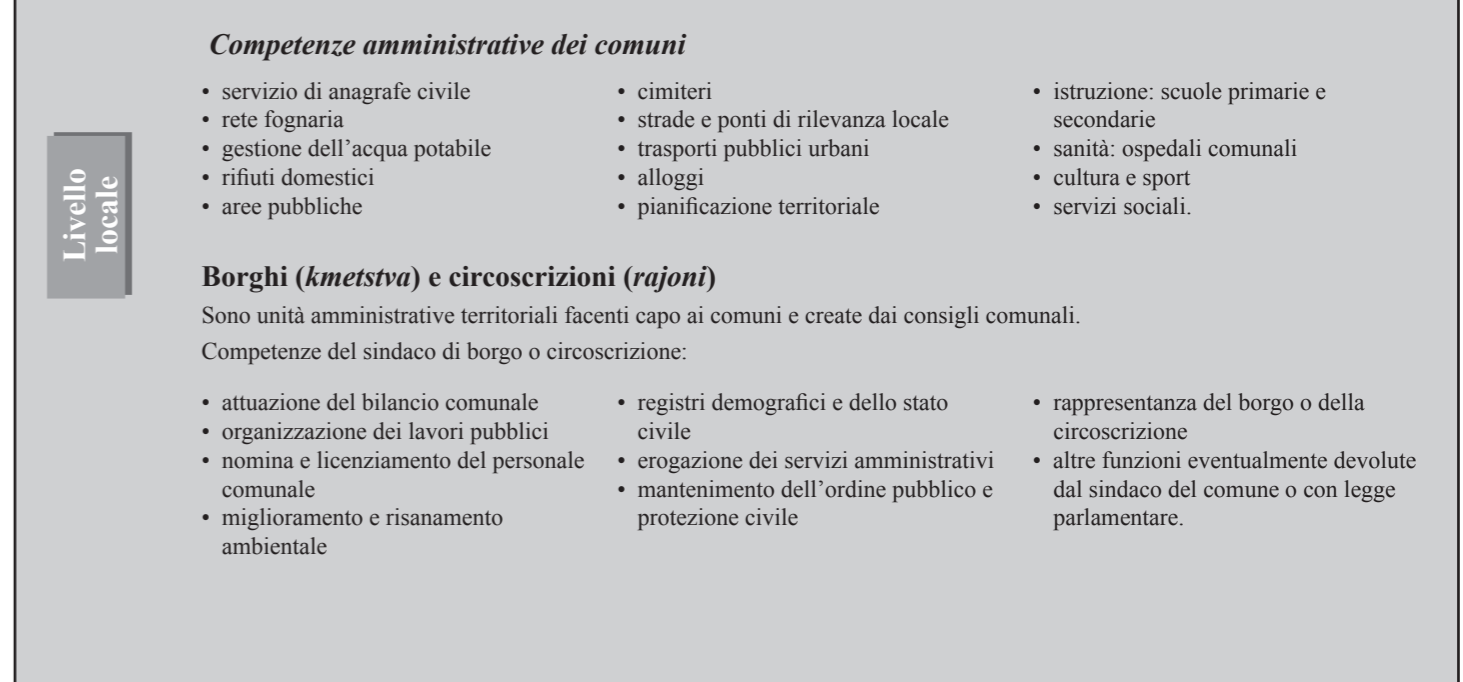 Livello
locale
Competenze amministrative dei comuni
• servizio di anagrafe civile
• rete fognaria
• gestione dell’acqua potabile
• rifiuti domestici
• aree pubbliche
• cimiteri
• strade e ponti di rilevanza locale
• trasporti pubblici urbani
• alloggi
• pianificazione territoriale
• istruzione: scuole primarie e
secondarie
• sanità: ospedali comunali
• cultura e sport
• servizi sociali.
Borghi (kmetstva) e circoscrizioni (rajoni)
Sono unità amministrative territoriali facenti capo ai comuni e create dai consigli comunali.
Competenze del sindaco di borgo o circoscrizione:
• attuazione del bilancio comunale
• organizzazione dei lavori pubblici
• nomina e licenziamento del personale
comunale
• miglioramento e risanamento
ambientale
• registri demografici e dello stato
civile
• erogazione dei servizi amministrativi
• mantenimento dell’ordine pubblico e
protezione civile
• rappresentanza del borgo o della
circoscrizione
• altre funzioni eventualmente devolute
dal sindaco del comune o con legge
parlamentare.